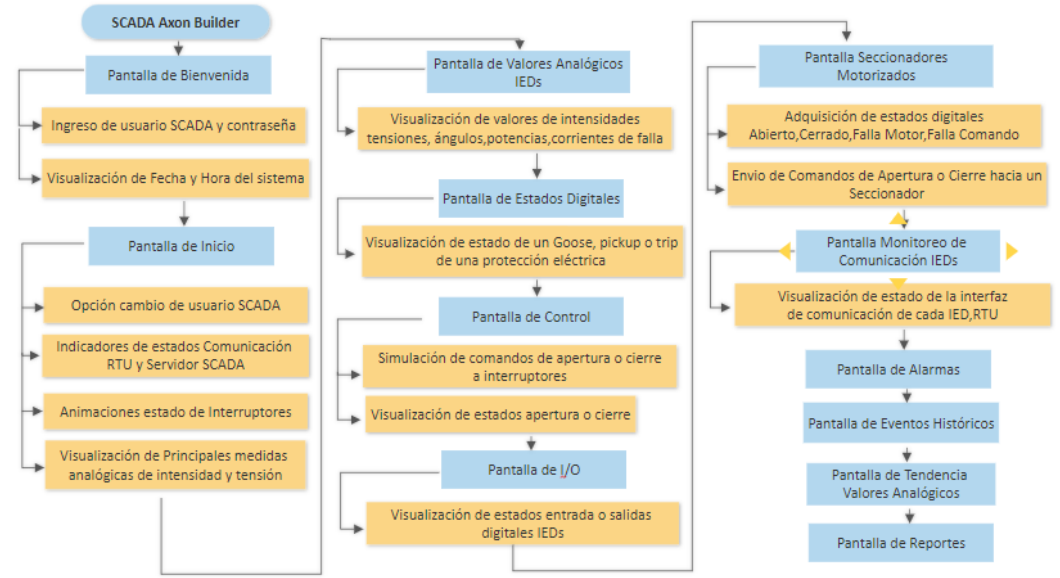 SCADA Axon Builder
Pantalla de Bienvenida
Ingreso de usuario SCADA y contraseña
Visualización de Fecha y Hora del sistema
Pantalla de Inicio
Opción cambio de usuario SCADA
Indicadores de estados Comunicación
RTU y Servidor SCADA
Animaciones estado de Interruptores
Visualización de Principales medidas
analógicas de intensidad y tensión
Pantalla de Valores Analógicos
IEDs
Visualización de valores de intensidades
tensiones, ángulos,potencias,corrientes de falla
Pantalla de Estados Digitales
Visualización de estado de un Goose, pickup o trip
de una protección eléctrica
Pantalla de Control
Simulación de comandos de apertura o cierre
a interruptores
Visualización de estados apertura o cierre
Pantalla de I/O
Visualización de estados entrada o salidas
digitales IEDs
Pantalla Seccionadores
Motorizados
Adquisición de estados digitales
Abierto,Cerrado,Falla Motor,Falla Comando
Envio de Comandos de Apertura o Cierre hacia un
Seccionador
Pantalla Monitoreo de
Comunicación IEDs
Visualización de estado de la interfaz
de comunicación de cada IED,RTU
Pantalla de Alarmas
Pantalla de Eventos Históricos
Pantalla de Tendencia
Valores Analógicos
Pantalla de Reportes